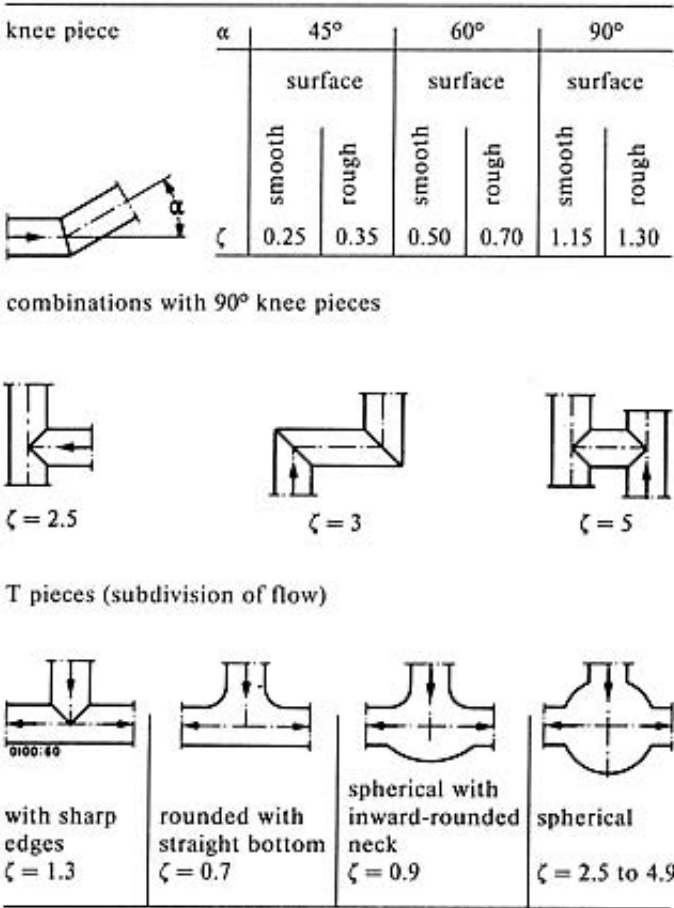 knee piece α 45° 60° 90°
surface surface surface
smooth rough smooth rough smooth rough
α
ζ 0.25 0.35 0.50 0.70 1.15 1.30
combinations with 90° knee pieces
ζ = 2.5 ζ = 3 ζ = 5
T pieces (subdivision of flow)
0100:60
with sharp edges
ζ = 1.3
rounded with
straight bottom
ζ = 0.7
spherical with
inward-rounded
neck
ζ = 0.9
spherical
ζ = 2.5 to 4.9